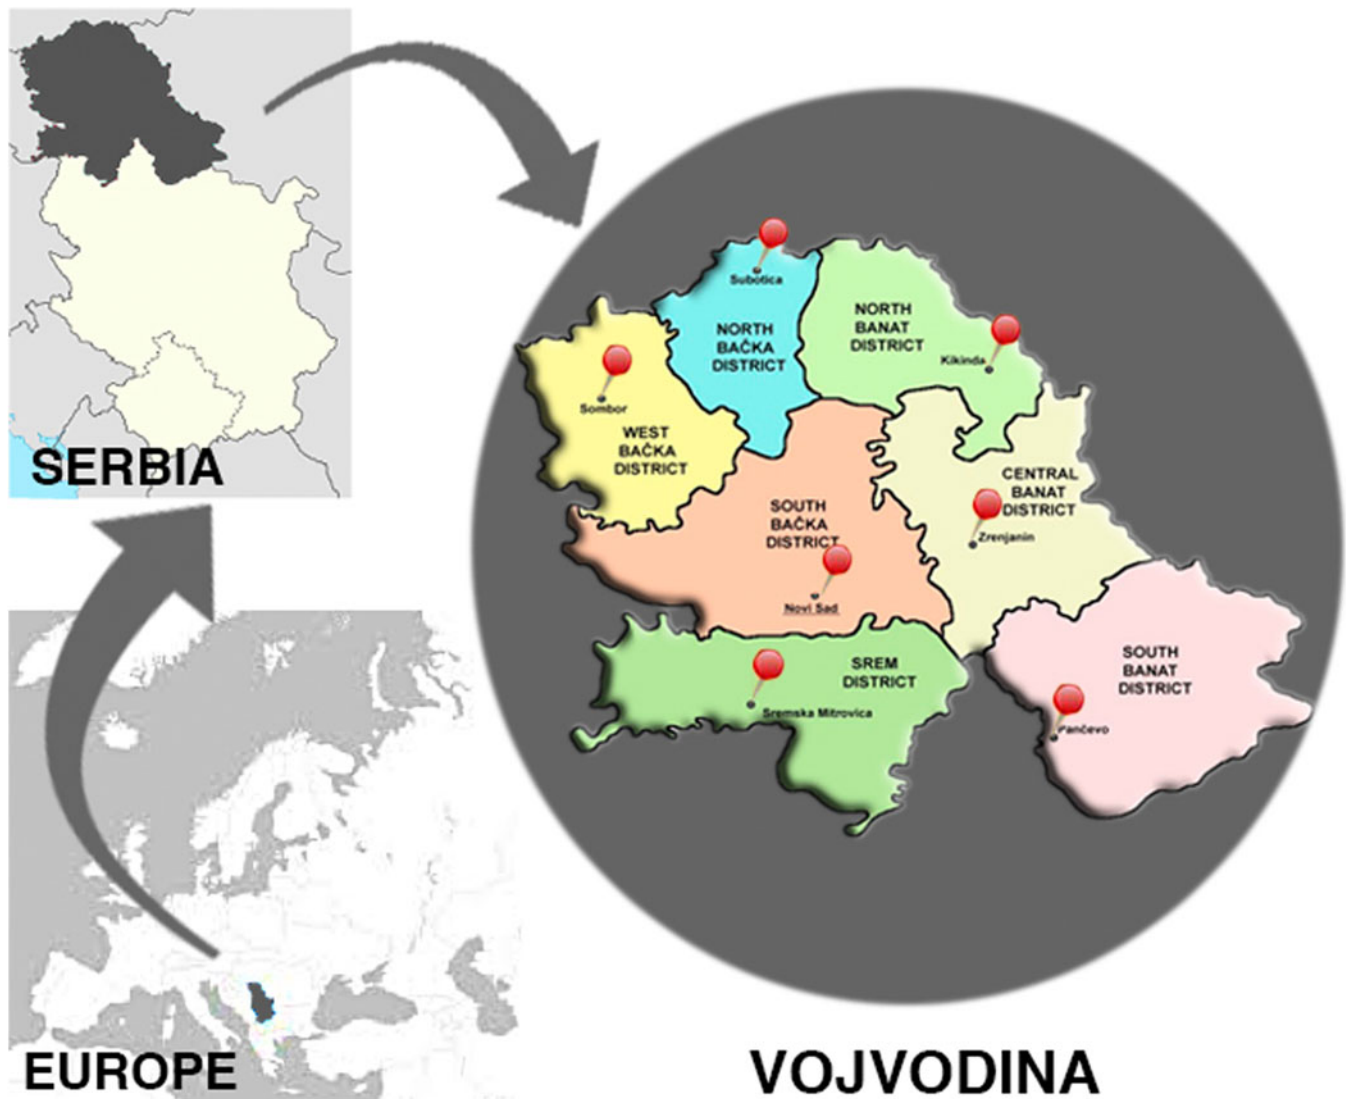 SERBIA
EUROPE
Subotica
NORTH
BAČKA
DISTRICT
NORTH
BANAT
DISTRICT
Kikinda
Sombor
WEST
BAČKA
DISTRICT
SOUTH
BAČKA
DISTRICT
Novi Sad
CENTRAL
BANAT
DISTRICT
Zrenjanin
SREM
DISTRICT
Sremska Mitrovica
SOUTH
BANAT
DISTRICT
Pančevo
VOJVODINA